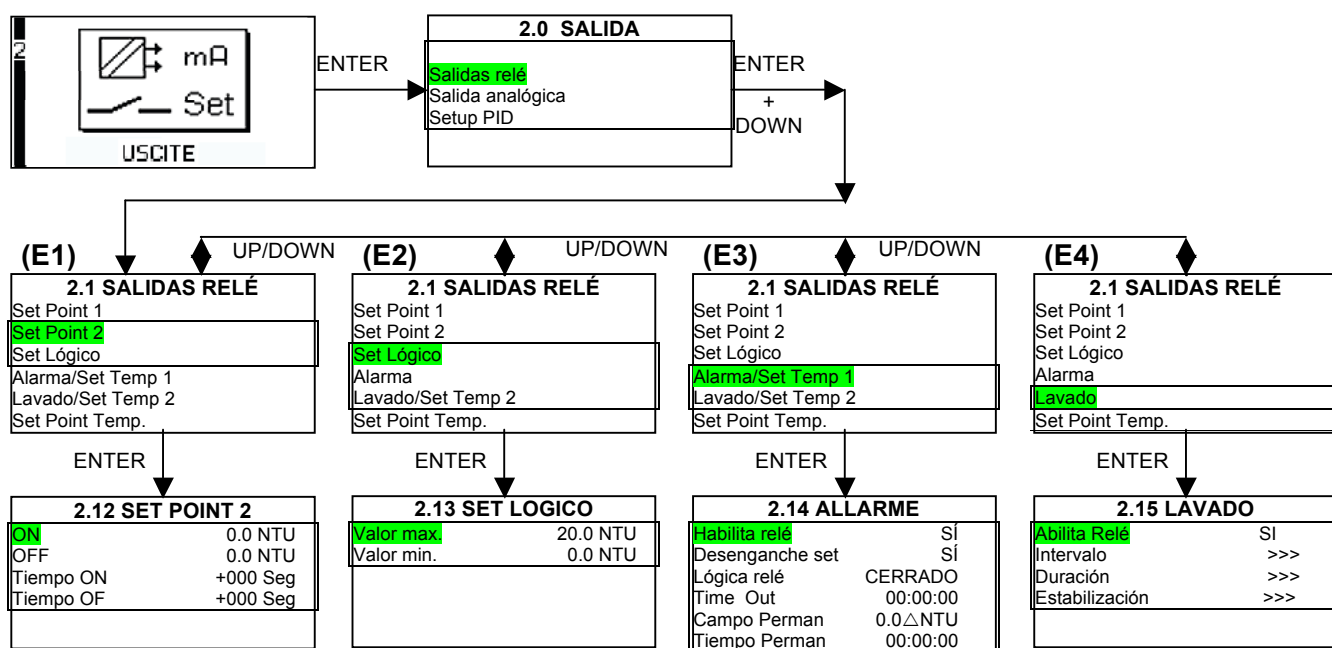 2
mA
Set
USCITE
ENTER
2.0 SALIDA
Salidas relé
Salida analógica
Setup PID
ENTER
+
DOWN
(E1)
UP/DOWN
(E2)
UP/DOWN
(E3)
UP/DOWN
(E4)
2.1 SALIDAS RELÉ
Set Point 1
Set Point 2
Set Lógico
Alarma/Set Temp 1
Lavado/Set Temp 2
Set Point Temp.
2.1 SALIDAS RELÉ
Set Point 1
Set Point 2
Set Lógico
Alarma
Lavado/Set Temp 2
Set Point Temp.
2.1 SALIDAS RELÉ
Set Point 1
Set Point 2
Set Lógico
Alarma/Set Temp 1
Lavado/Set Temp 2
Set Point Temp.
2.1 SALIDAS RELÉ
Set Point 1
Set Point 2
Set Lógico
Alarma
Lavado
Set Point Temp.
ENTER
ENTER
ENTER
ENTER
2.12 SET POINT 2
ON 0.0 NTU
OFF 0.0 NTU
Tiempo ON +000 Seg
Tiempo OF +000 Seg
2.13 SET LOGICO
Valor max. 20.0 NTU
Valor min. 0.0 NTU
2.14 ALLARME
Habilita relé SÍ
Desenganche set SÍ
Lógica relé CERRADO
Time Out 00:00:00
Campo Perman 0.0△NTU
Tiempo Perman 00:00:00
2.15 LAVADO
Abilita Relé SI
Intervalo >>>
Duración >>>
Estabilización >>>